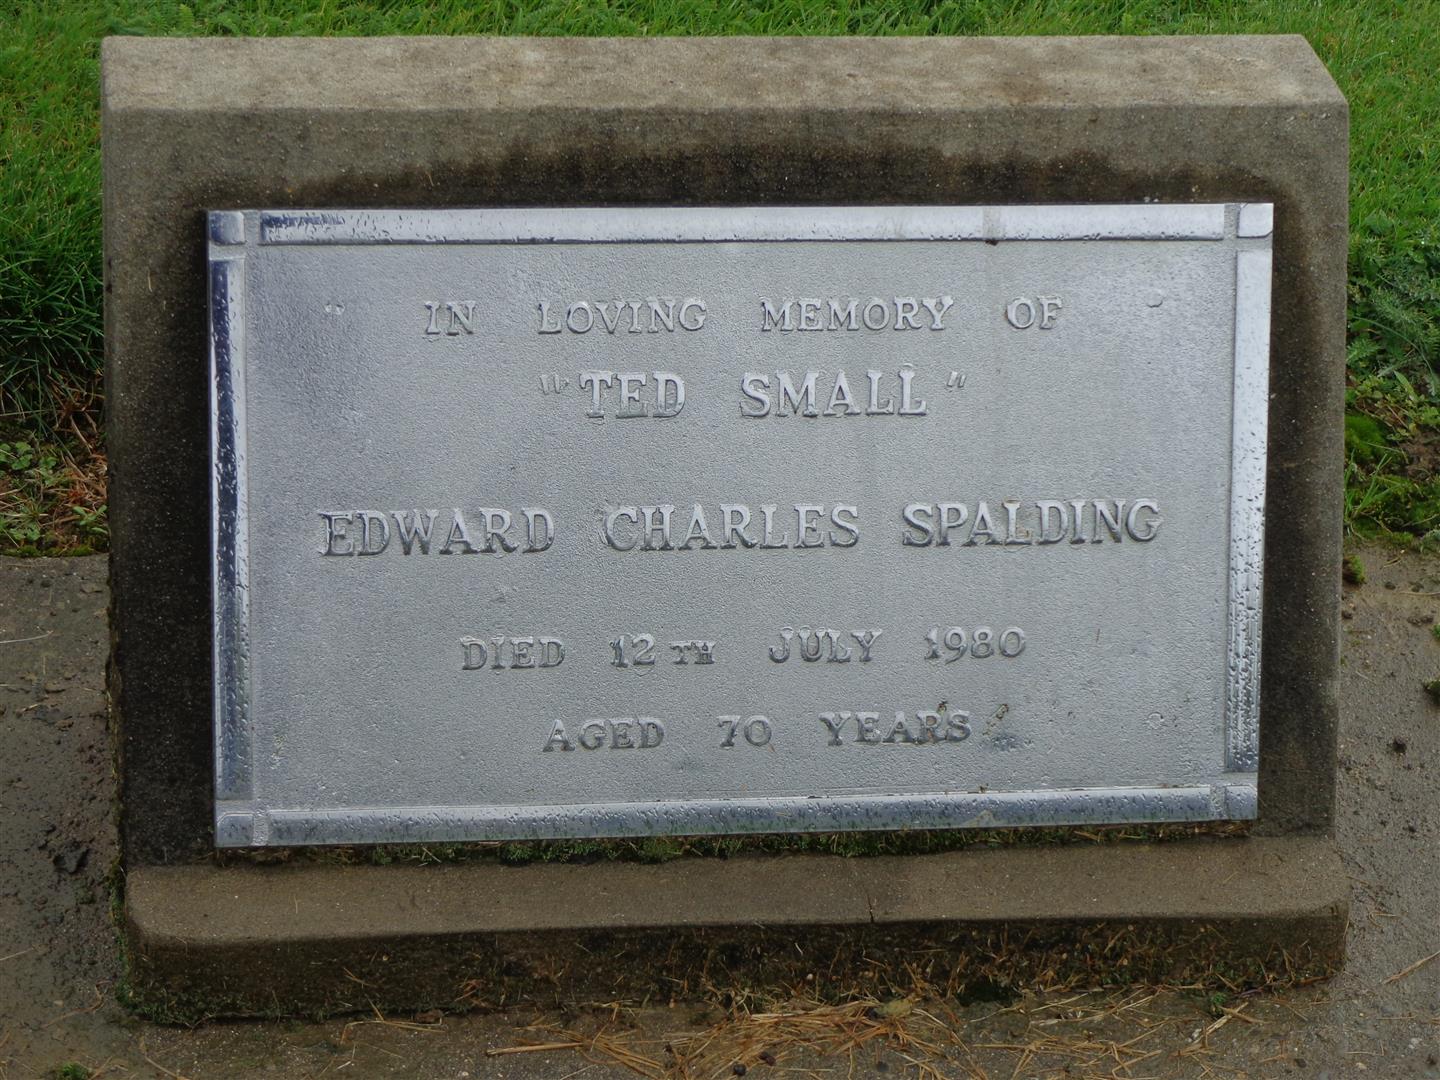 IN LOVING MEMORY OF
"TED SMALL"
EDWARD CHARLES SPALDING
DIED 12TH JULY 1980
AGED 70 YEARS